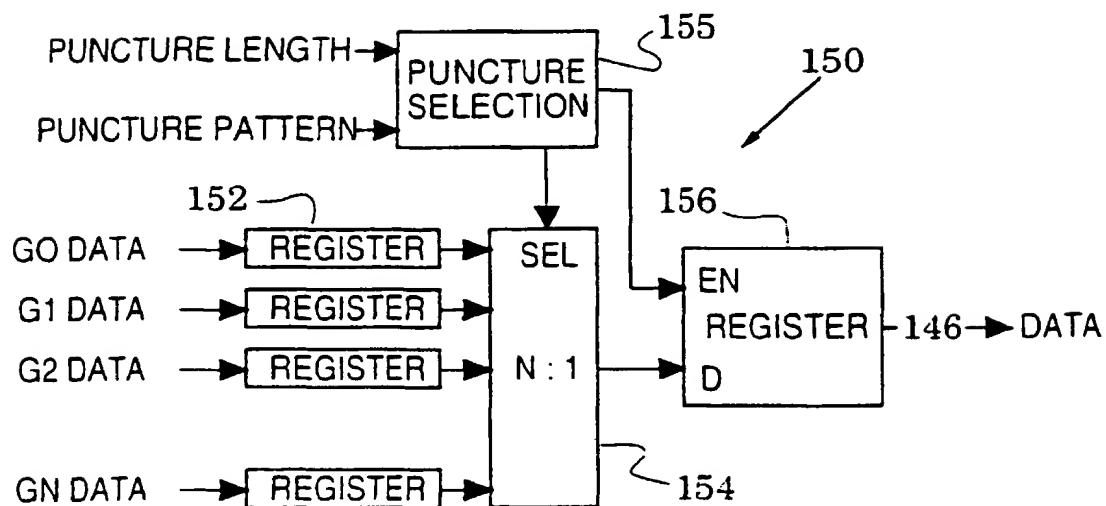 PUNCTURE LENGTH
PUNCTURE PATTERN
PUNCTURE
SELECTION
155
150
152
156
GO DATA
REGISTER
SEL
G1 DATA
REGISTER
EN
REGISTER
146
DATA
G2 DATA
REGISTER
N : 1
D
GN DATA
REGISTER
154